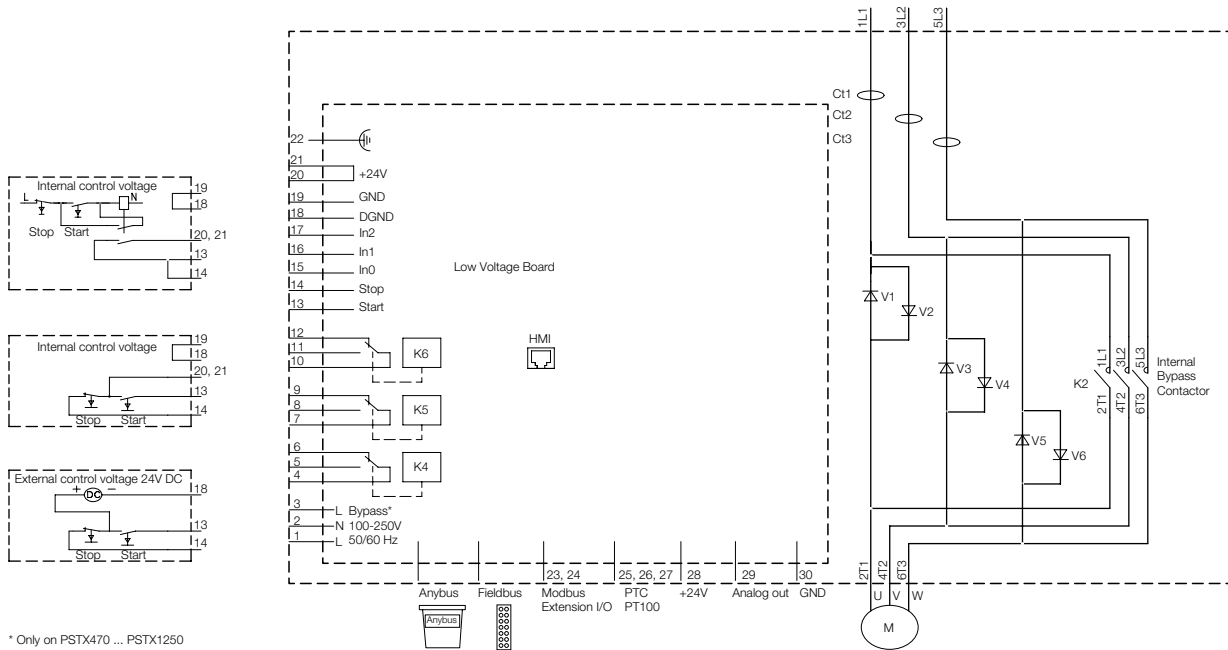 1L1
3L2
5L3
Ct1
Ct2
Ct3
Internal control voltage
L
N
Stop
Start
19
18
20, 21
13
14
Internal control voltage
19
18
20, 21
13
14
Stop
Start
External control voltage 24V DC
+
DC
−
18
13
14
Stop
Start
* Only on PSTX470 ... PSTX1250
22
21
20
+24V
19
GND
18
DGND
17
In2
16
In1
15
In0
14
Stop
13
Start
Low Voltage Board
HMI
12
11
10
K6
9
8
7
K5
6
5
4
K4
3
L Bypass*
2
N 100-250V
1
L 50/60 Hz
Anybus
Fieldbus
23, 24
Modbus
Extension I/O
25, 26, 27
PTC
PT100
28
+24V
29
Analog out
30
GND
Anybus
V1
V2
V3
V4
V5
V6
K2
1L1
3L2
5L3
2T1
4T2
6T3
Internal
Bypass
Contactor
2T1
4T2
6T3
U
V
W
M